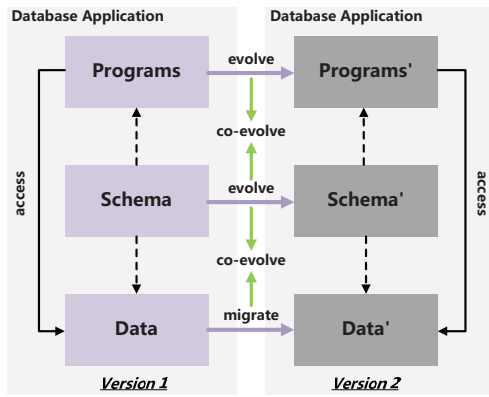 Database Application
Database Application
Programs
evolve
Programs'
co-evolve
access
access
Schema
evolve
Schema'
co-evolve
Data
migrate
Data'
Version 1
Version 2